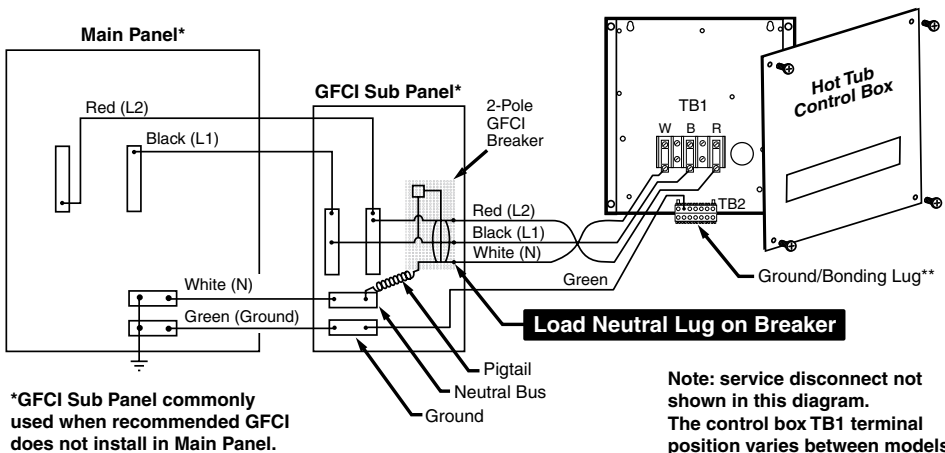 Main Panel*
GFCI Sub Panel*
2-Pole
GFCI
Breaker
Hot Tub
Control Box
Red (L2)
Black (L1)
TB1
W B R
TB2
Red (L2)
Black (L1)
White (N)
Green
White (N)
Green (Ground)
Ground/Bonding Lug**
Load Neutral Lug on Breaker
Pigtail
Neutral Bus
Ground
*GFCI Sub Panel commonly
used when recommended GFCI
does not install in Main Panel.
Note: service disconnect not
shown in this diagram.
The control box TB1 terminal
position varies between models